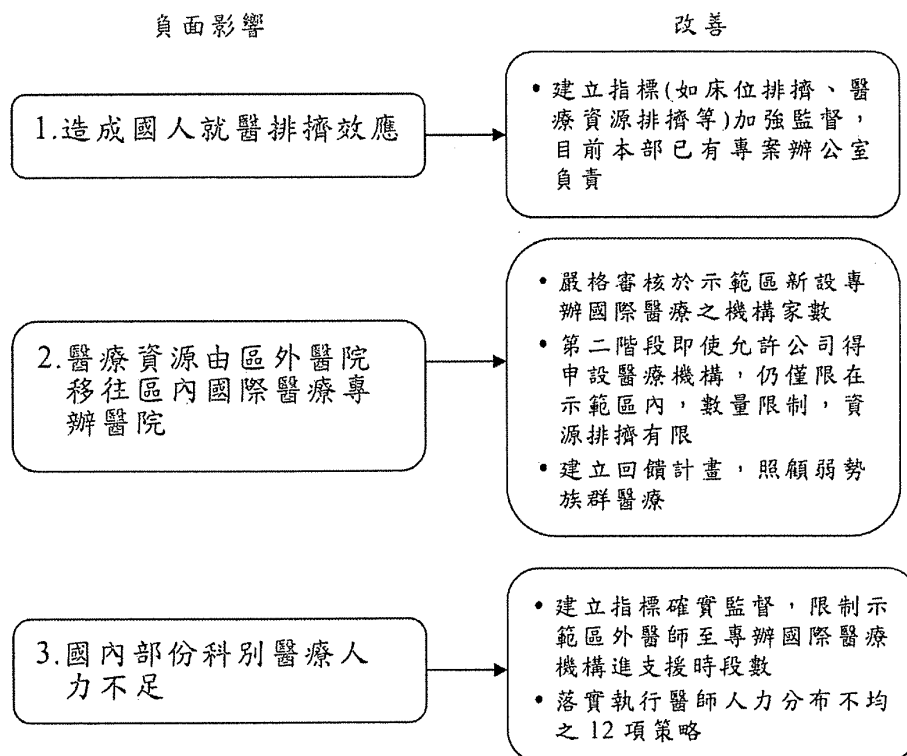 負面影響
改善
1.造成國人就醫排擠效應
• 建立指標(如床位排擠、醫
療資源排擠等)加強監督，
目前本部已有專案辦公室
負責
2.醫療資源由區外醫院
移往區內國際醫療專
辦醫院
• 嚴格審核於示範區新設專
辦國際醫療之機構家數
• 第二階段即使允許公司得
申設醫療機構，仍僅限在
示範區內，數量限制，資
源排擠有限
• 建立回饋計畫，照顧弱勢
族群醫療
3.國內部份科別醫療人
力不足
• 建立指標確實監督，限制示
範區外醫師至專辦國際醫療
機構進支援時段數
• 落實執行醫師人力分布不均
之12項策略